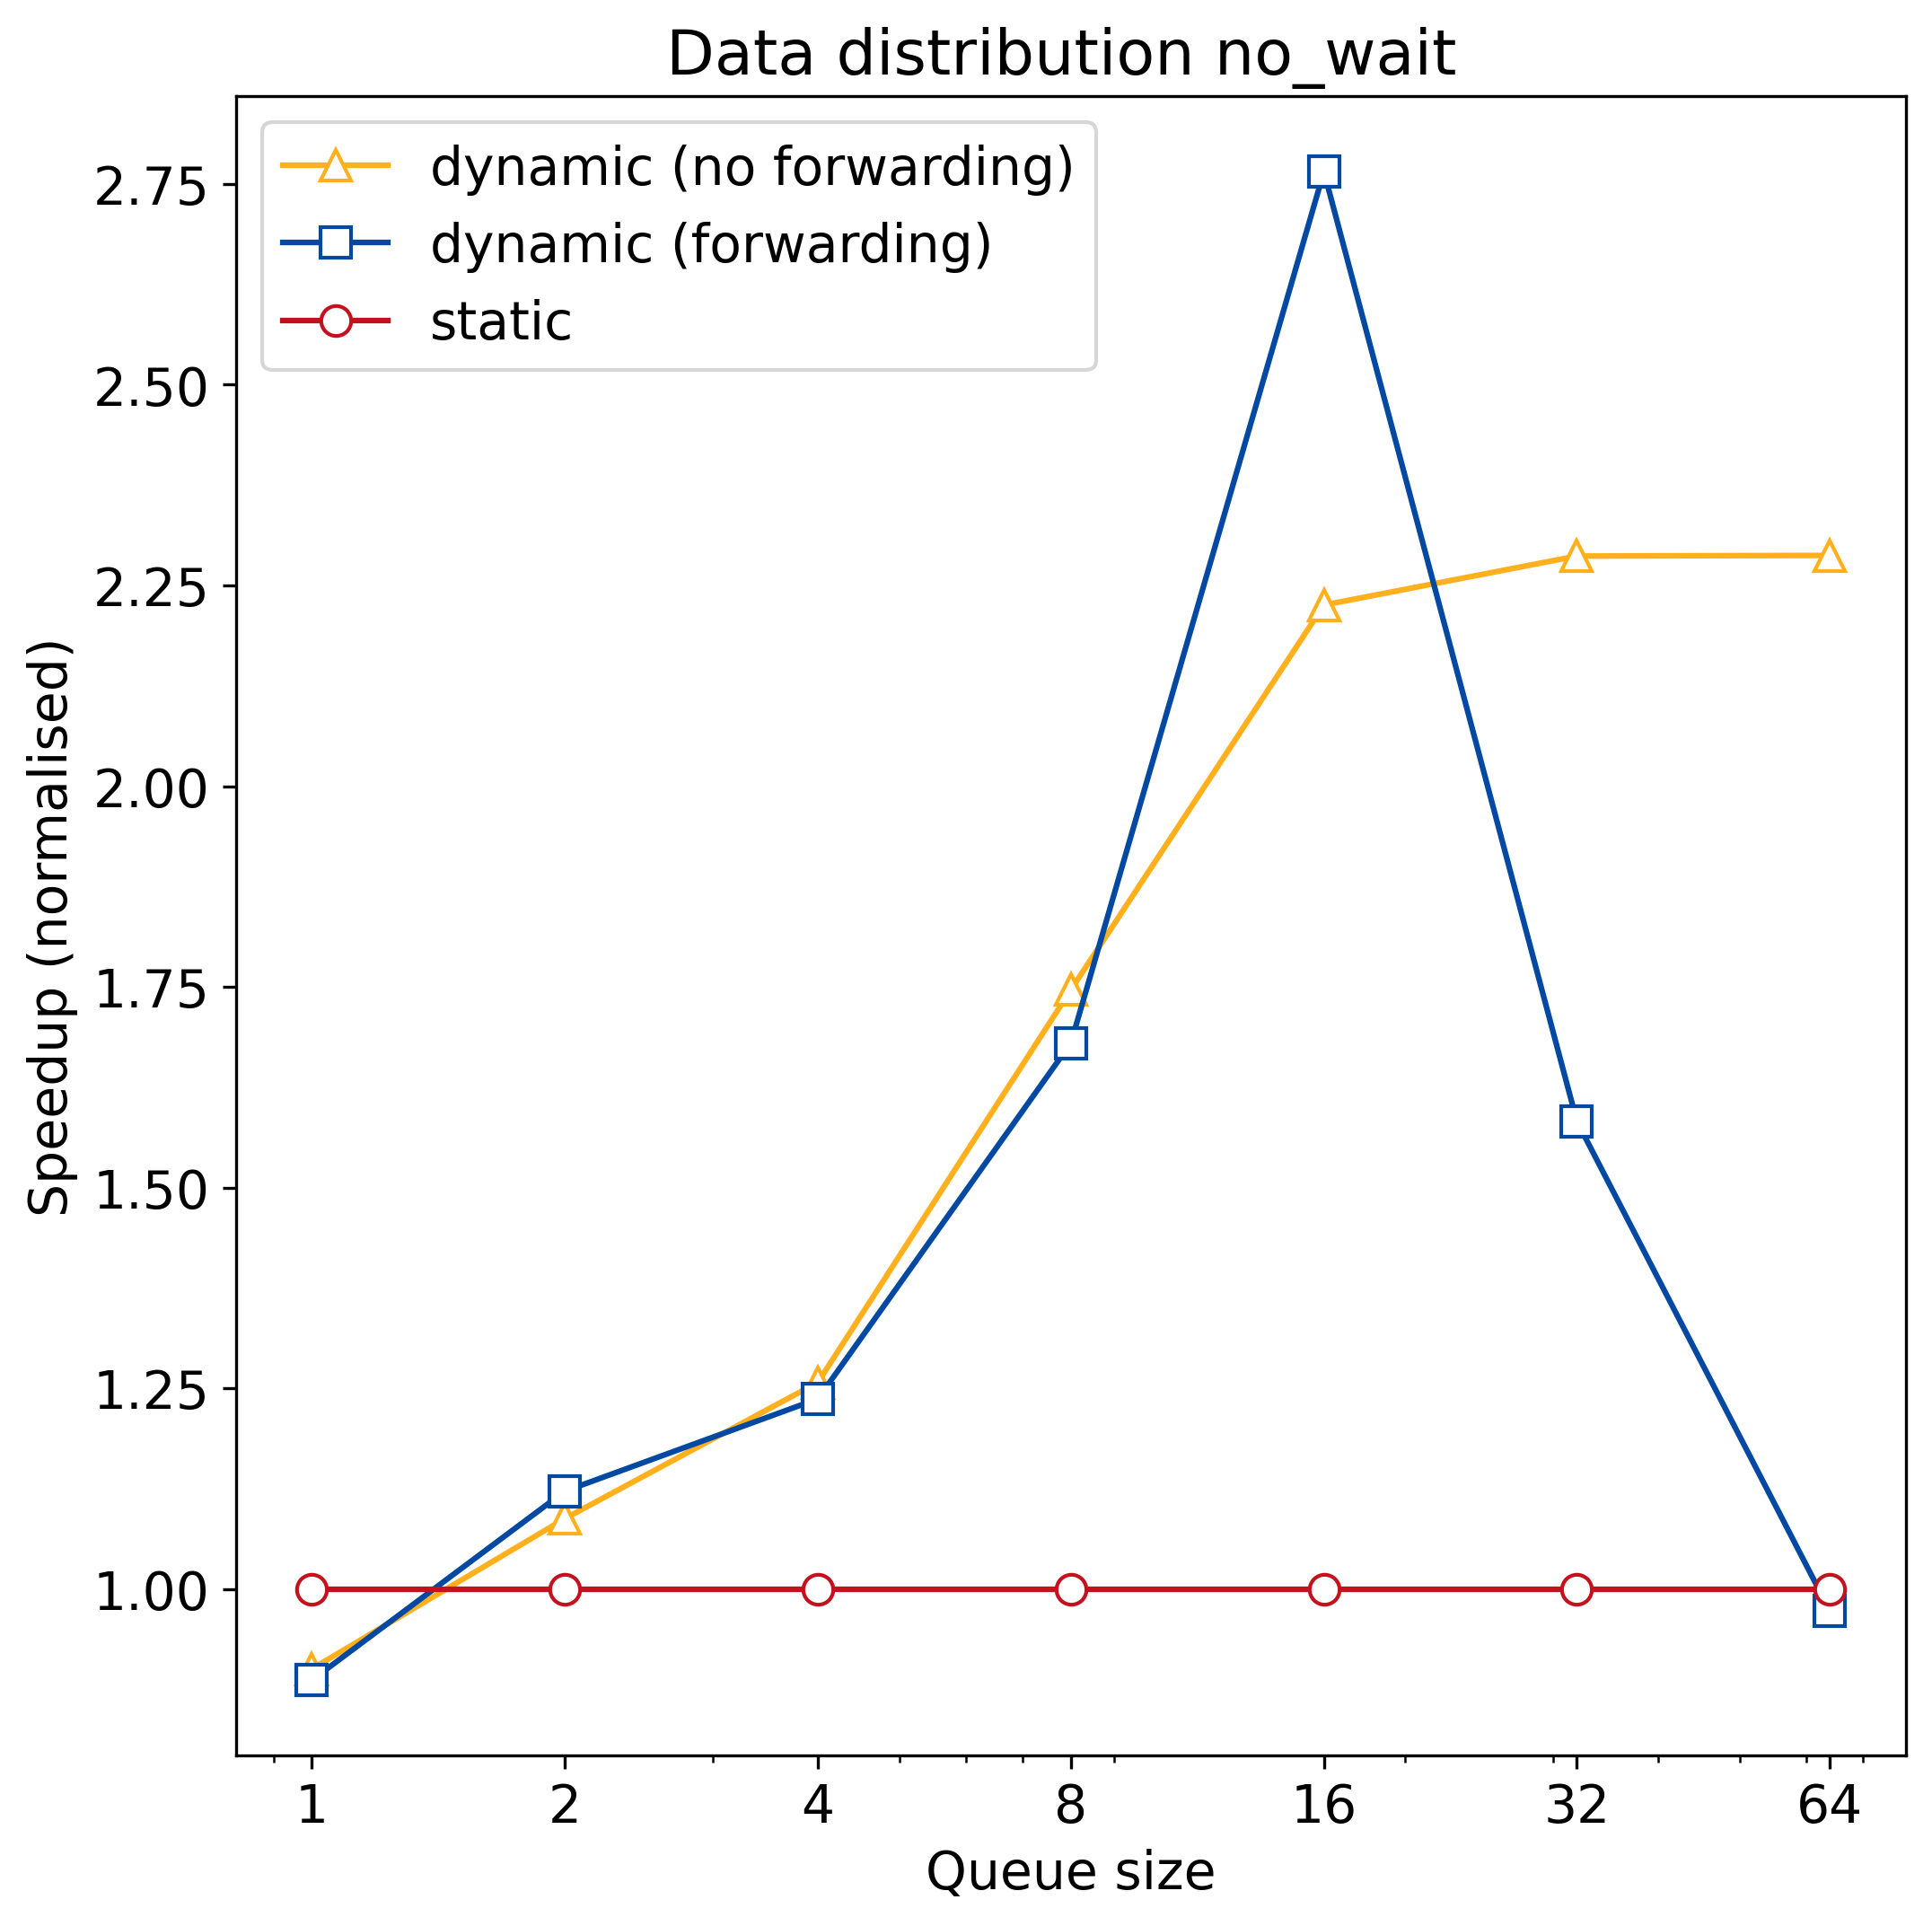 Data distribution no_wait
dynamic (no forwarding)
dynamic (forwarding)
static
Speedup (normalised)
2.75
2.50
2.25
2.00
1.75
1.50
1.25
1.00
1 2 4 8 16 32 64
Queue size